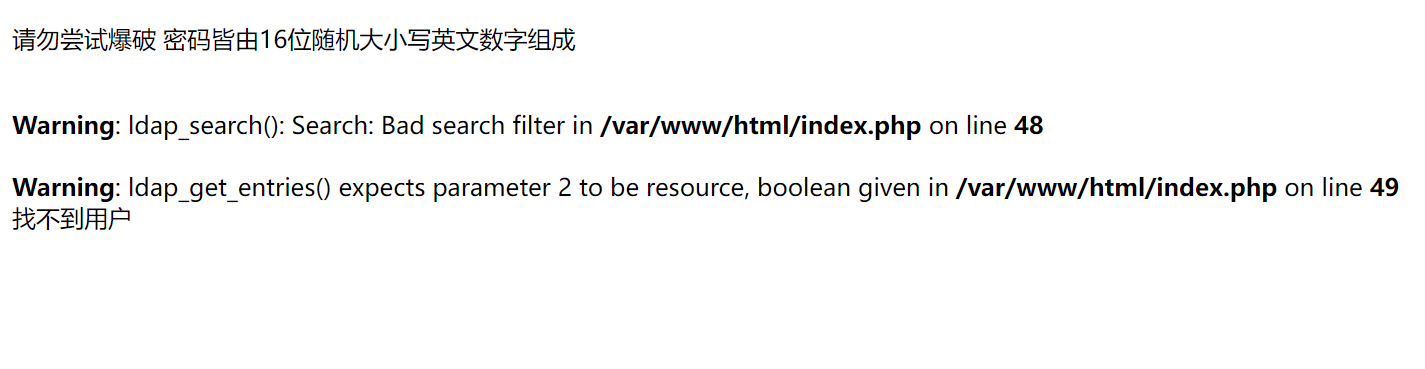 请勿尝试爆破 密码皆由16位随机大小写英文数字组成
Warning: ldap_search(): Search: Bad search filter in /var/www/html/index.php on line 48
Warning: ldap_get_entries() expects parameter 2 to be resource, boolean given in /var/www/html/index.php on line 49
找不到用户